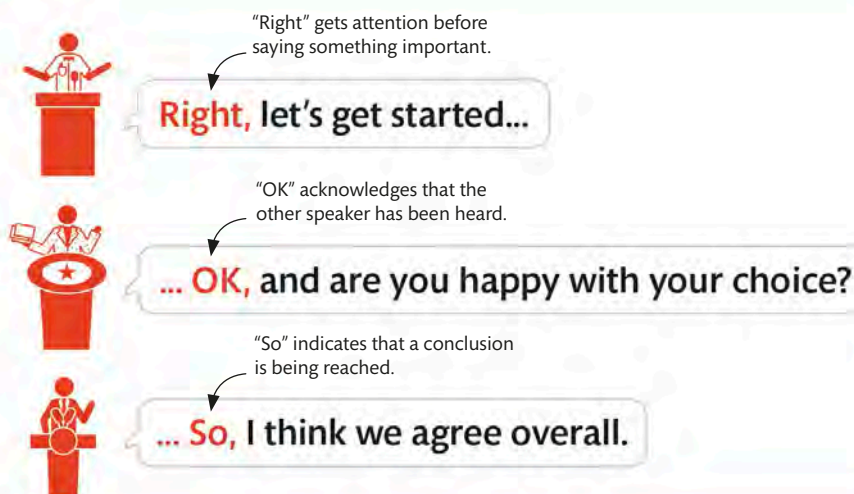 "Right" gets attention before
saying something important.
Right, let's get started...
"OK" acknowledges that the
other speaker has been heard.
... OK, and are you happy with your choice?
"So" indicates that a conclusion
is being reached.
... So, I think we agree overall.